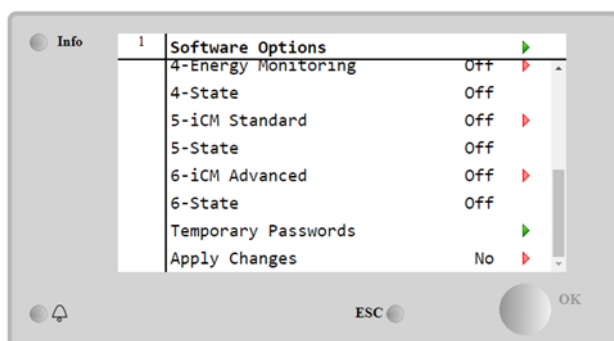 Info
1 Software Options
4-Energy Monitoring Off
4-State Off
5-iCM Standard Off
5-State Off
6-iCM Advanced Off
6-State Off
Temporary Passwords
Apply Changes No
ESC
OK